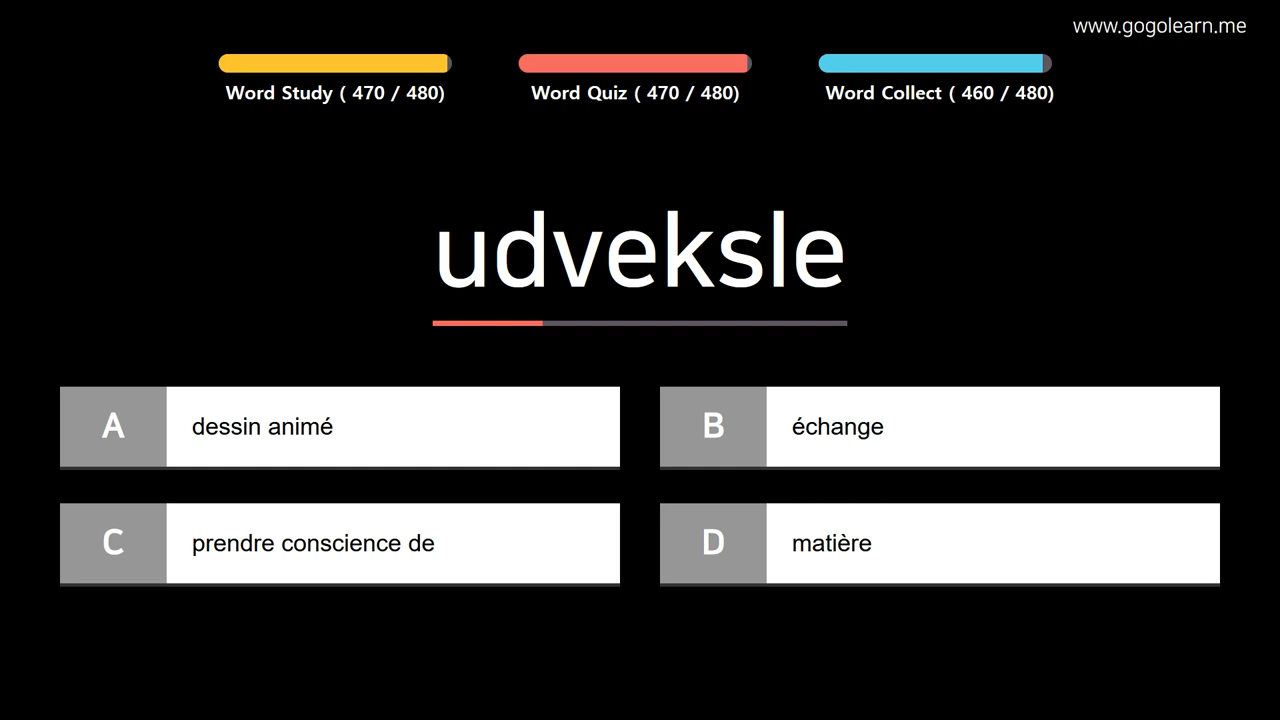 www.gogolearn.me
Word Study ( 470 / 480)
Word Quiz ( 470 / 480)
Word Collect ( 460 / 480)
udveksle
A
dessin animé
B
échange
C
prendre conscience de
D
matière